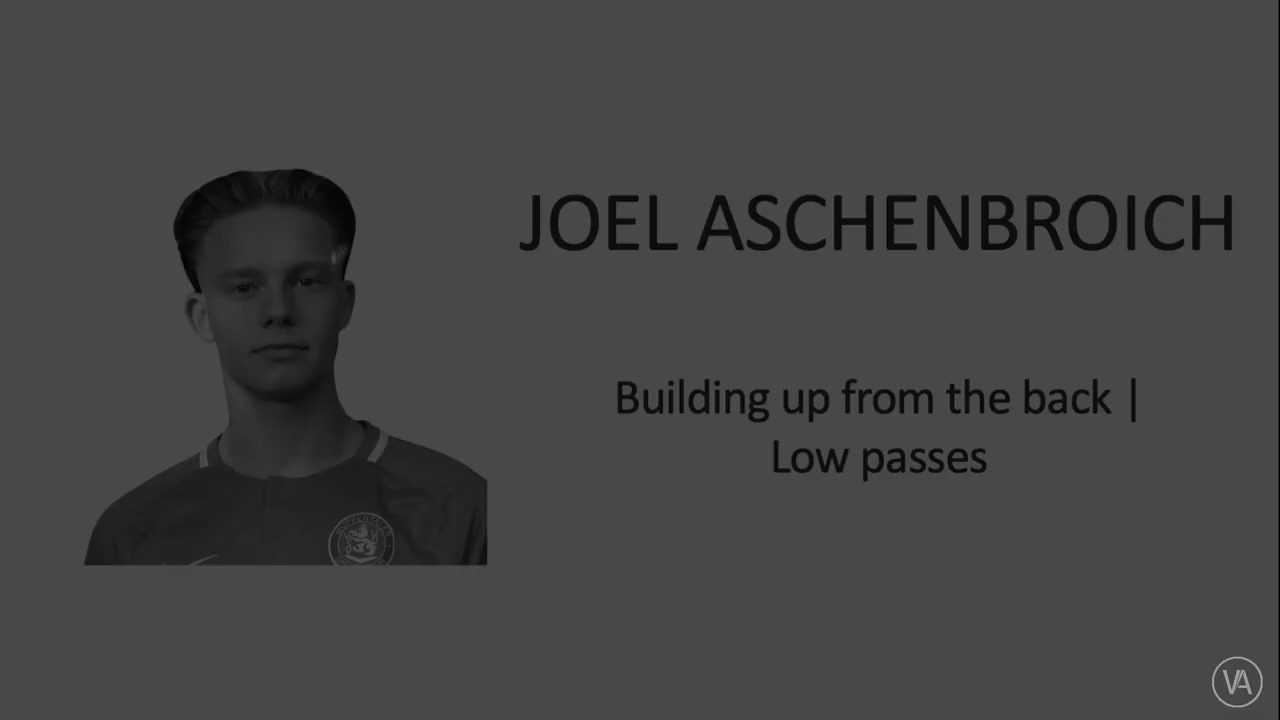 JOEL ASCHENBROICH
Building up from the back |
Low passes
VA